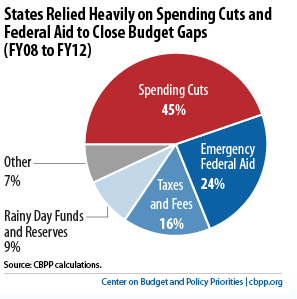 States Relied Heavily on Spending Cuts and
Federal Aid to Close Budget Gaps
(FY08 to FY12)
Spending Cuts
45%
Emergency
Federal Aid
24%
Taxes
and Fees
16%
Other
7%
Rainy Day Funds
and Reserves
9%
Source: CBPP calculations.
Center on Budget and Policy Priorities | cbpp.org